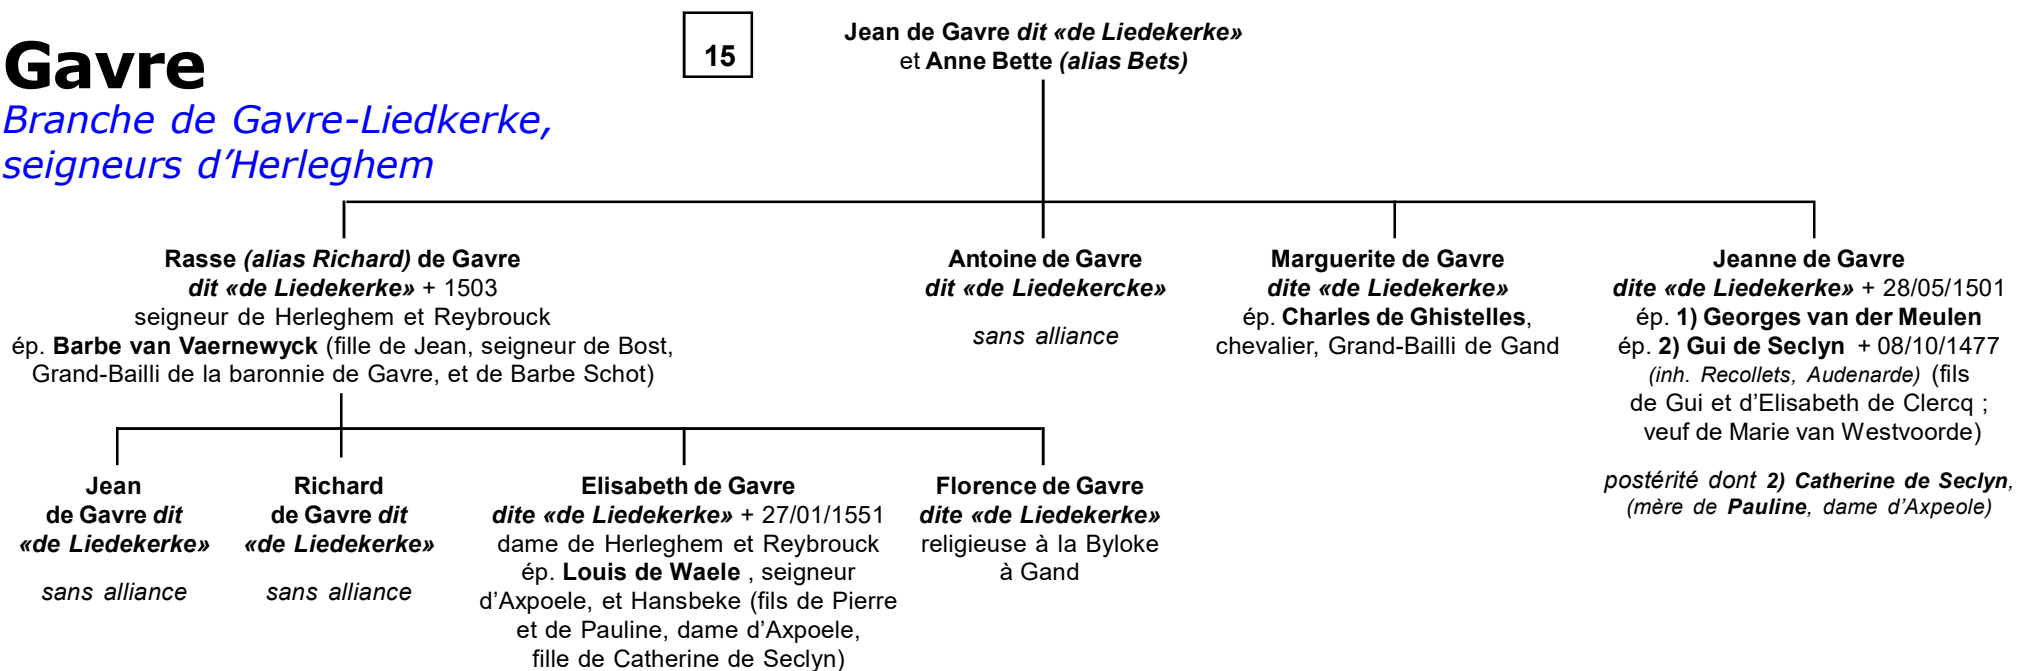 Gavre
Branche de Gavre-Liedkerke,
seigneurs d’Herleghem
15
Jean de Gavre dit «de Liedekerke»
et Anne Bette (alias Bets)
Rasse (alias Richard) de Gavre
dit «de Liedekerke» + 1503
seigneur de Herleghem et Reybrouck
ép. Barbe van Vaernewyck (fille de Jean, seigneur de Bost,
Grand-Bailli de la baronnie de Gavre, et de Barbe Schot)
Antoine de Gavre
dit «de Liedekercke»
sans alliance
Marguerite de Gavre
dite «de Liedekerke»
ép. Charles de Ghistelles,
chevalier, Grand-Bailli de Gand
Jeanne de Gavre
dite «de Liedekerke» + 28/05/1501
ép. 1) Georges van der Meulen
ép. 2) Gui de Seclyn + 08/10/1477
(inh. Recollets, Audenarde) (fils
de Gui et d’Elisabeth de Clercq ;
veuf de Marie van Westvoorde)
postérité dont 2) Catherine de Seclyn,
(mère de Pauline, dame d’Axpeole)
Jean
de Gavre dit
«de Liedekerke»
sans alliance
Richard
de Gavre dit
«de Liedekerke»
sans alliance
Elisabeth de Gavre
dite «de Liedekerke» + 27/01/1551
dame de Herleghem et Reybrouck
ép. Louis de Waele , seigneur
d’Axpoele, et Hansbeke (fils de Pierre
et de Pauline, dame d’Axpoele,
fille de Catherine de Seclyn)
Florence de Gavre
dite «de Liedekerke»
religieuse à la Byloke
à Gand